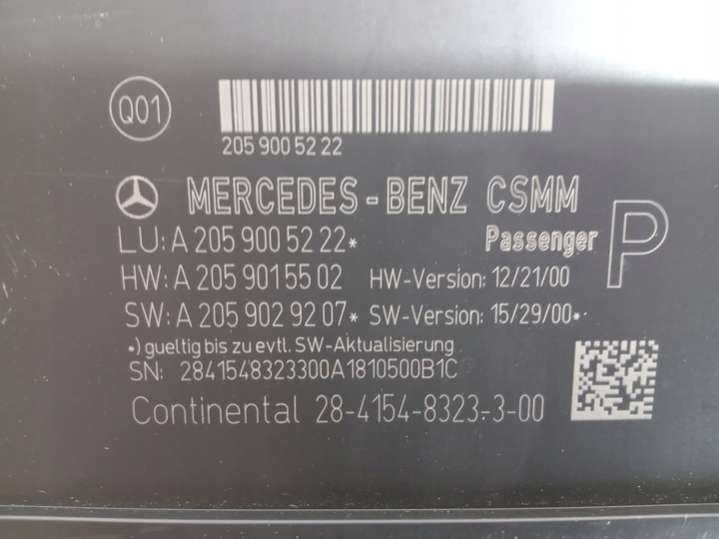 Q01
205 900 52 22
MERCEDES-BENZ CSMM
LU: A 205 900 52 22*
Passenger P
HW: A 205 901 55 02 HW-Version: 12/21/00
SW: A 205 902 92 07* SW-Version: 15/29/00*
*) gueltig bis zu evtl. SW-Aktualisierung
SN: 2841548323300A1810500B1C
Continental 28-4154-8323-3-00